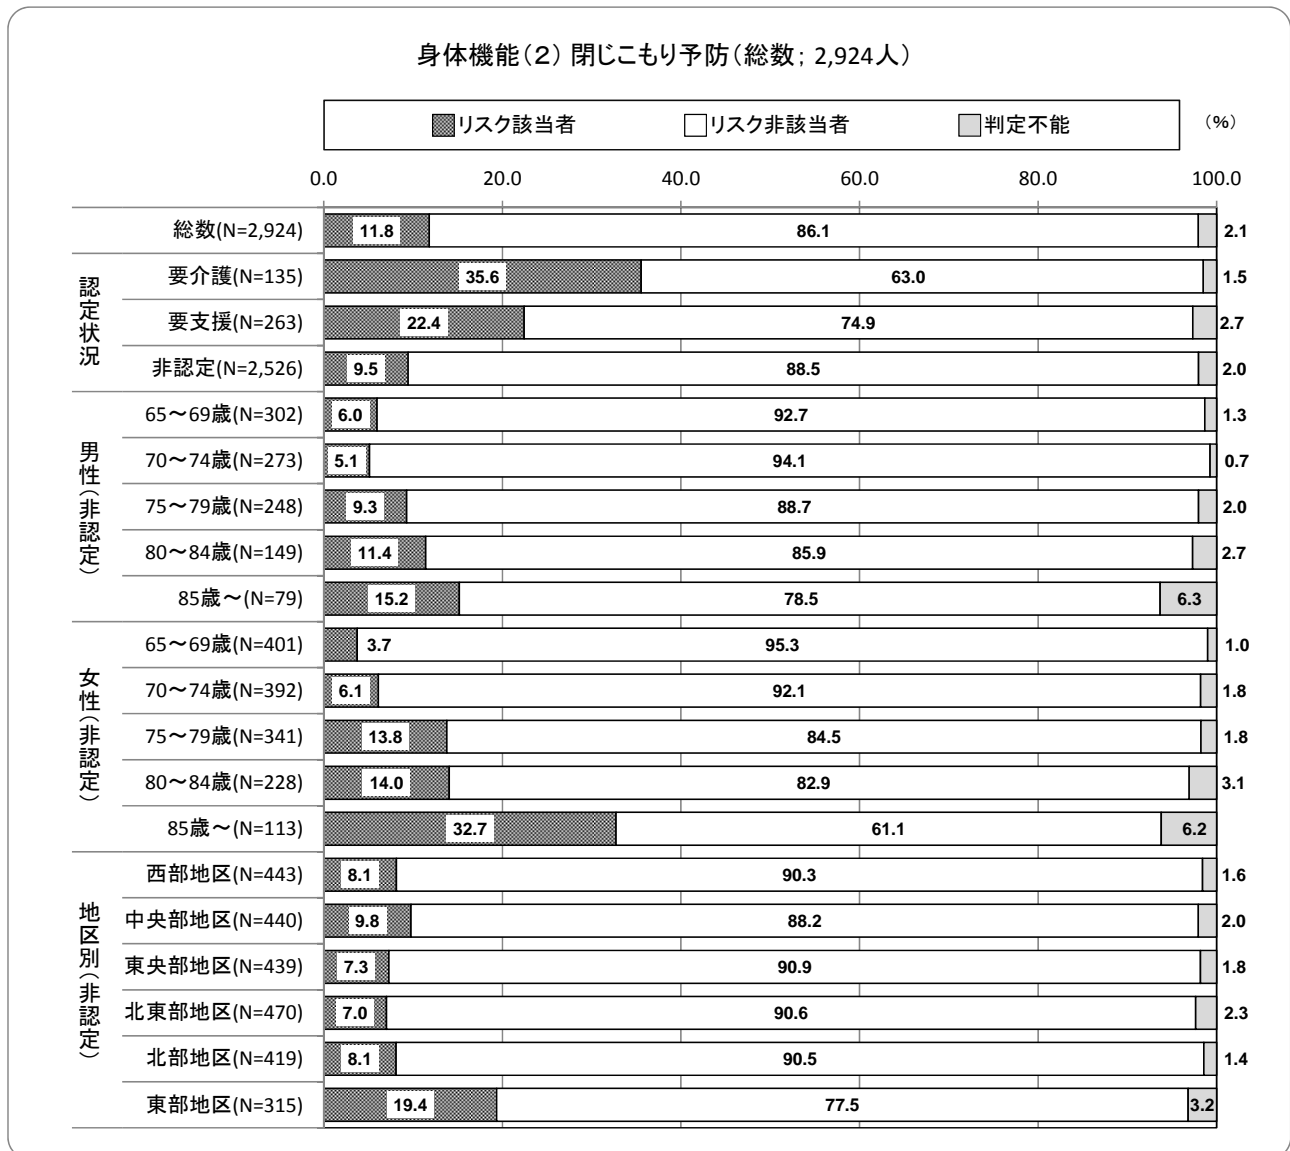 身体機能(2) 閉じこもり予防(総数; 2,924人)
リスク該当者 リスク非該当者 判定不能 (%)
0.0 20.0 40.0 60.0 80.0 100.0
総数(N=2,924) 11.8 86.1 2.1
認定状況
要介護(N=135) 35.6 63.0 1.5
要支援(N=263) 22.4 74.9 2.7
非認定(N=2,526) 9.5 88.5 2.0
男性(非認定)
65～69歳(N=302) 6.0 92.7 1.3
70～74歳(N=273) 5.1 94.1 0.7
75～79歳(N=248) 9.3 88.7 2.0
80～84歳(N=149) 11.4 85.9 2.7
85歳～(N=79) 15.2 78.5 6.3
女性(非認定)
65～69歳(N=401) 3.7 95.3 1.0
70～74歳(N=392) 6.1 92.1 1.8
75～79歳(N=341) 13.8 84.5 1.8
80～84歳(N=228) 14.0 82.9 3.1
85歳～(N=113) 32.7 61.1 6.2
地区別(非認定)
西部地区(N=443) 8.1 90.3 1.6
中央部地区(N=440) 9.8 88.2 2.0
東央部地区(N=439) 7.3 90.9 1.8
北東部地区(N=470) 7.0 90.6 2.3
北部地区(N=419) 8.1 90.5 1.4
東部地区(N=315) 19.4 77.5 3.2